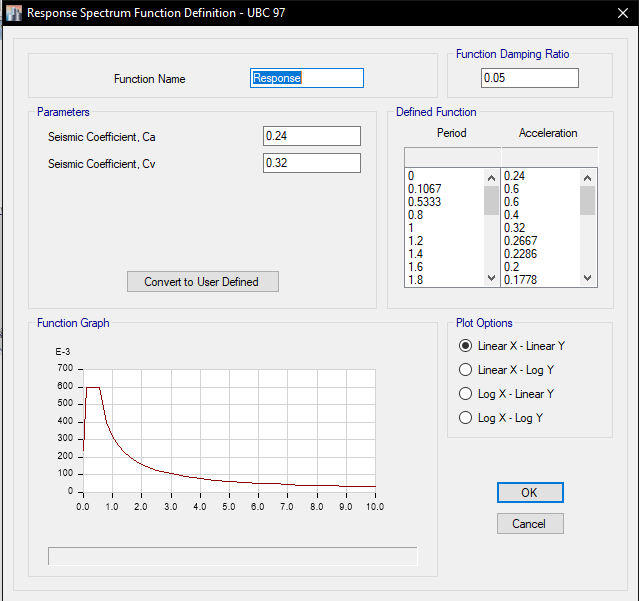 Response Spectrum Function Definition - UBC 97
Function Name
Response
Function Damping Ratio
0.05
Parameters
Seismic Coefficient, Ca
0.24
Seismic Coefficient, Cv
0.32
Convert to User Defined
Defined Function
Period Acceleration
0 0.24
0.1067 0.6
0.5333 0.6
0.8 0.4
1 0.32
1.2 0.2667
1.4 0.2286
1.6 0.2
1.8 0.1778
Function Graph
E-3
700
600
500
400
300
200
100
0
0.0 1.0 2.0 3.0 4.0 5.0 6.0 7.0 8.0 9.0 10.0
Plot Options
Linear X - Linear Y
Linear X - Log Y
Log X - Linear Y
Log X - Log Y
OK
Cancel